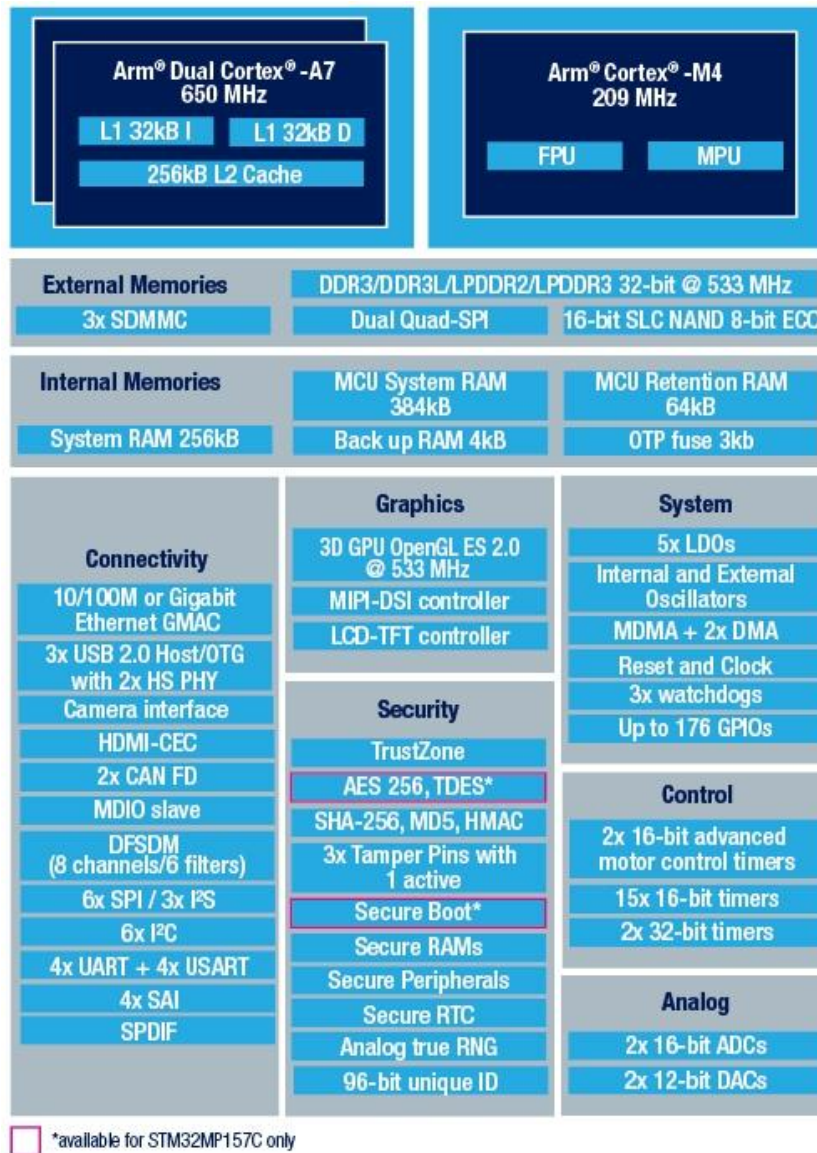 Arm® Dual Cortex® -A7
650 MHz
L1 32kB I
L1 32kB D
256kB L2 Cache
Arm® Cortex® -M4
209 MHz
FPU
MPU
External Memories
DDR3/DDR3L/LPDDR2/LPDDR3 32-bit @ 533 MHz
3x SDMMC
Dual Quad-SPI
16-bit SLC NAND 8-bit ECC
Internal Memories
MCU System RAM
384kB
MCU Retention RAM
64kB
System RAM 256kB
Back up RAM 4kB
OTP fuse 3kb
Connectivity
10/100M or Gigabit
Ethernet GMAC
3x USB 2.0 Host/OTG
with 2x HS PHY
Camera interface
HDMI-CEC
2x CAN FD
MDIO slave
DFSDM
(8 channels/6 filters)
6x SPI / 3x I²S
6x I²C
4x UART + 4x USART
4x SAI
SPDIF
Graphics
3D GPU OpenGL ES 2.0
@ 533 MHz
MIPI-DSI controller
LCD-TFT controller
Security
TrustZone
AES 256, TDES*
SHA-256, MD5, HMAC
3x Tamper Pins with
1 active
Secure Boot*
Secure RAMs
Secure Peripherals
Secure RTC
Analog true RNG
96-bit unique ID
System
5x LDOs
Internal and External
Oscillators
MDMA + 2x DMA
Reset and Clock
3x watchdogs
Up to 176 GPIOs
Control
2x 16-bit advanced
motor control timers
15x 16-bit timers
2x 32-bit timers
Analog
2x 16-bit ADCs
2x 12-bit DACs
*available for STM32MP157C only